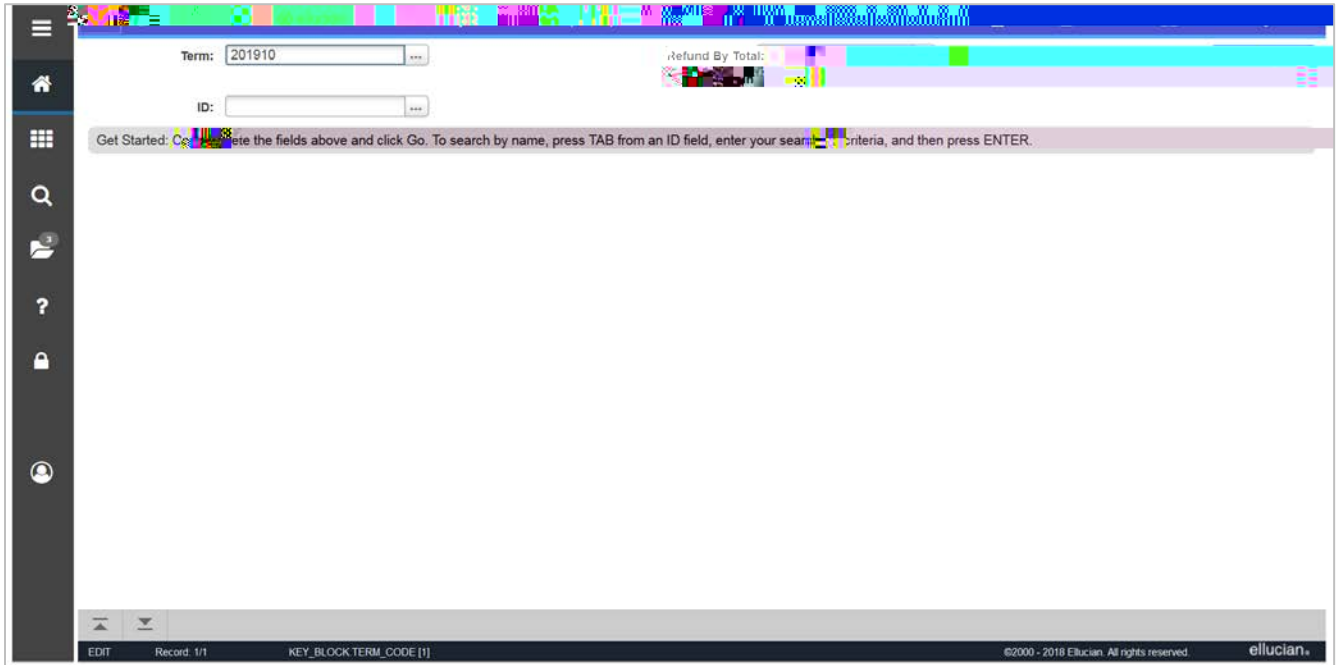 Term: 201910 ...
Refund By Total:
ID: ...
Get Started: the fields above and click Go. To search by name, press TAB from an ID field, enter your criteria, and then press ENTER.
3
?
EDIT Record: 1/1 KEY_BLOCK.TERM_CODE [1] ©2000 - 2018 Ellucian. All rights reserved. ellucian